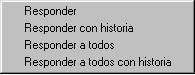 Responder
Responder con historia
Responder a todos
Responder a todos con historia